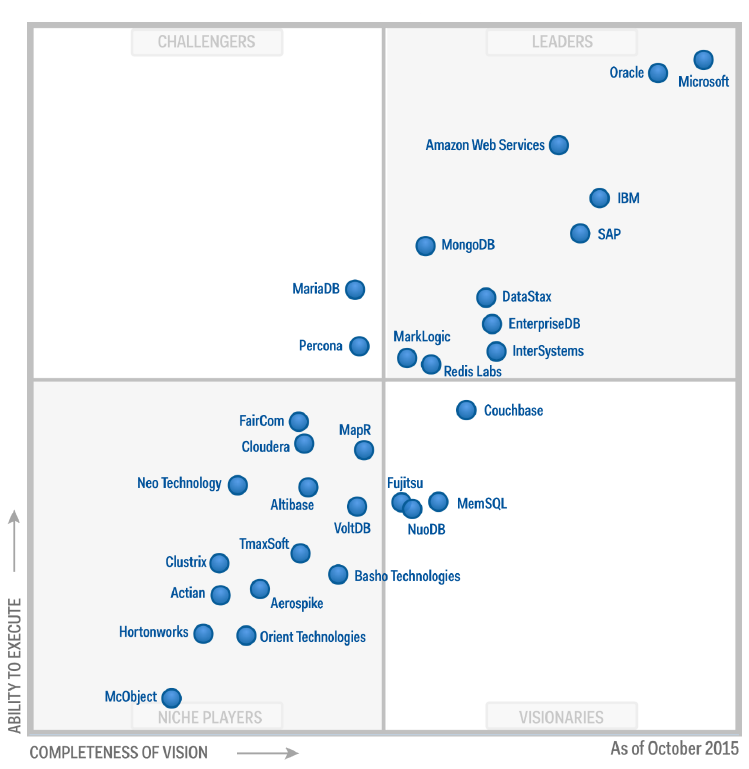 CHALLENGERS
LEADERS
Oracle
Microsoft
Amazon Web Services
IBM
SAP
MongoDB
MariaDB
DataStax
EnterpriseDB
Percona
MarkLogic
InterSystems
Redis Labs
Couchbase
FairCom
MapR
Cloudera
Neo Technology
Fujitsu
Altibase
MemSQL
VoltDB
NuoDB
TmaxSoft
Clustrix
Basho Technologies
Actian
Aerospike
Hortonworks
Orient Technologies
McObject
NICHE PLAYERS
VISIONARIES
ABILITY TO EXECUTE
COMPLETENESS OF VISION
As of October 2015